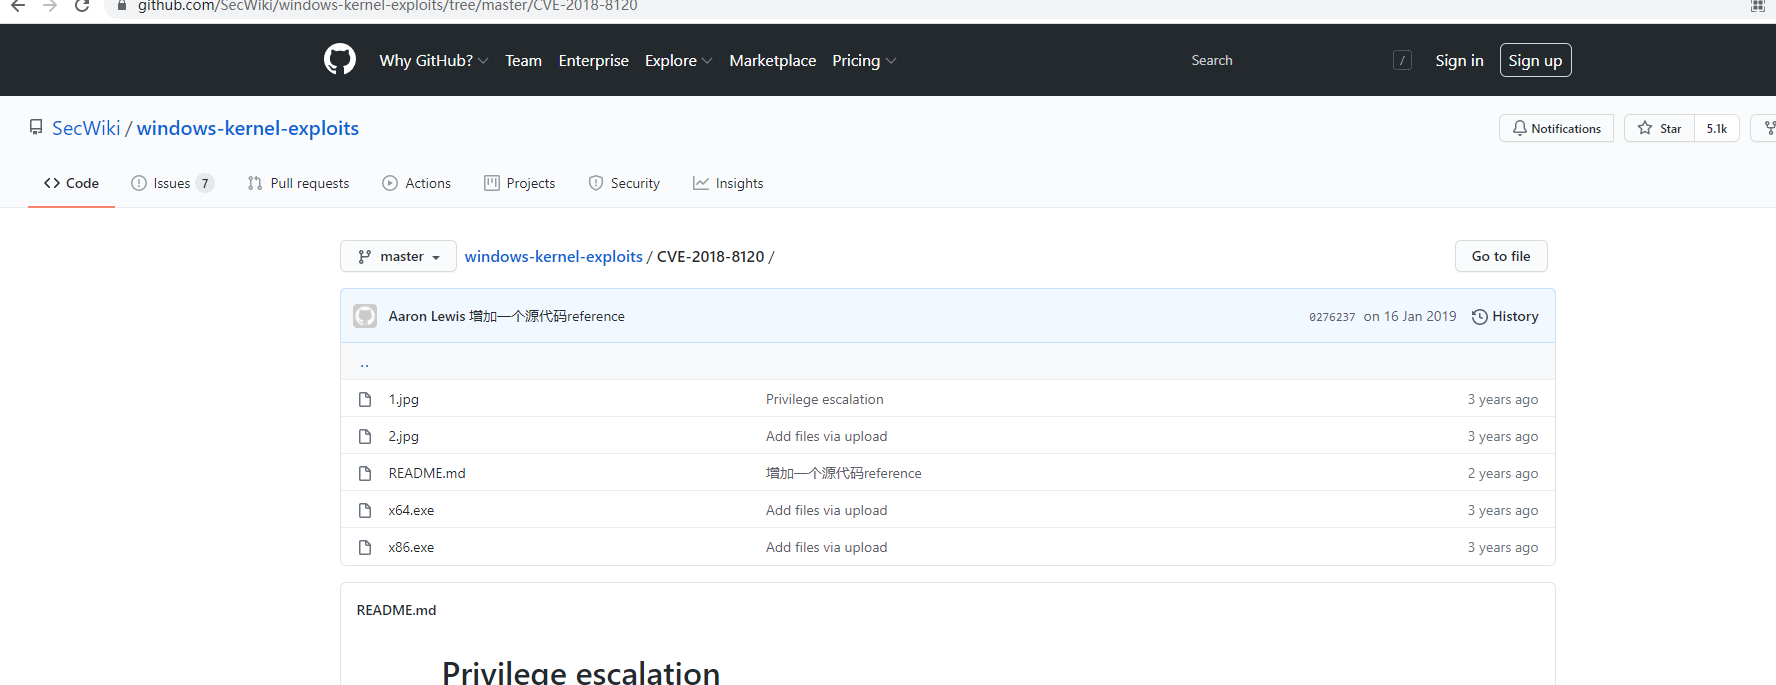 github.com/SecWiki/windows-kernel-exploits/tree/master/CVE-2018-8120
Why GitHub? Team Enterprise Explore Marketplace Pricing Search / Sign in Sign up
SecWiki / windows-kernel-exploits Notifications Star 5.1k
Code Issues 7 Pull requests Actions Projects Security Insights
master windows-kernel-exploits / CVE-2018-8120 / Go to file
Aaron Lewis 增加一个源代码reference 0276237 on 16 Jan 2019 History
..
1.jpg Privilege escalation 3 years ago
2.jpg Add files via upload 3 years ago
README.md 增加一个源代码reference 2 years ago
x64.exe Add files via upload 3 years ago
x86.exe Add files via upload 3 years ago
README.md
Privilege escalation